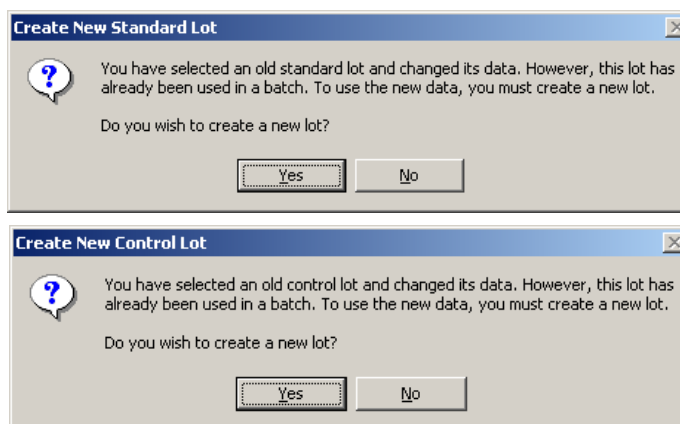 Create New Standard Lot
You have selected an old standard lot and changed its data. However, this lot has
already been used in a batch. To use the new data, you must create a new lot.
Do you wish to create a new lot?
Yes
No
Create New Control Lot
You have selected an old control lot and changed its data. However, this lot has
already been used in a batch. To use the new data, you must create a new lot.
Do you wish to create a new lot?
Yes
No